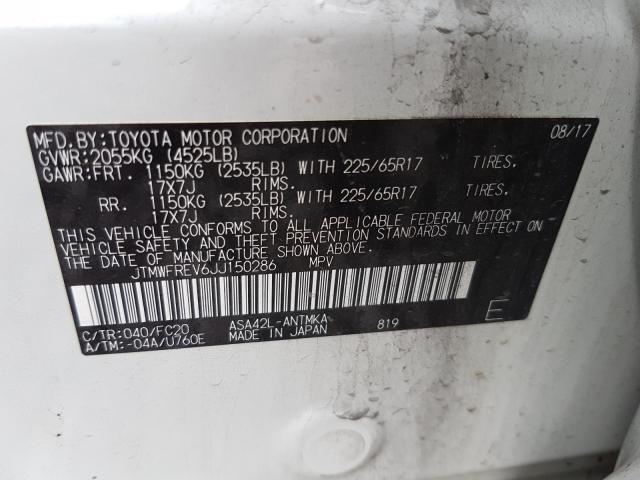 MFD.BY:TOYOTA MOTOR CORPORATION 08/17
GVWR:2055KG (4525LB)
GAWR:FRT. 1150KG (2535LB) WITH 225/65R17 TIRES.
17X7J RIMS.
RR. 1150KG (2535LB) WITH 225/65R17 TIRES.
17X7J RIMS.
THIS VEHICLE CONFORMS TO ALL APPLICABLE FEDERAL MOTOR
VEHICLE SAFETY AND THEFT PREVENTION STANDARDS IN EFFECT ON
THE DATE OF MANUFACTURE SHOWN ABOVE.
JTMWFREV6JJ150286 MPV
C/TR:040/FC20 ASA42L-ANTMKA 819 E
A/TM:-04A/U760E MADE IN JAPAN